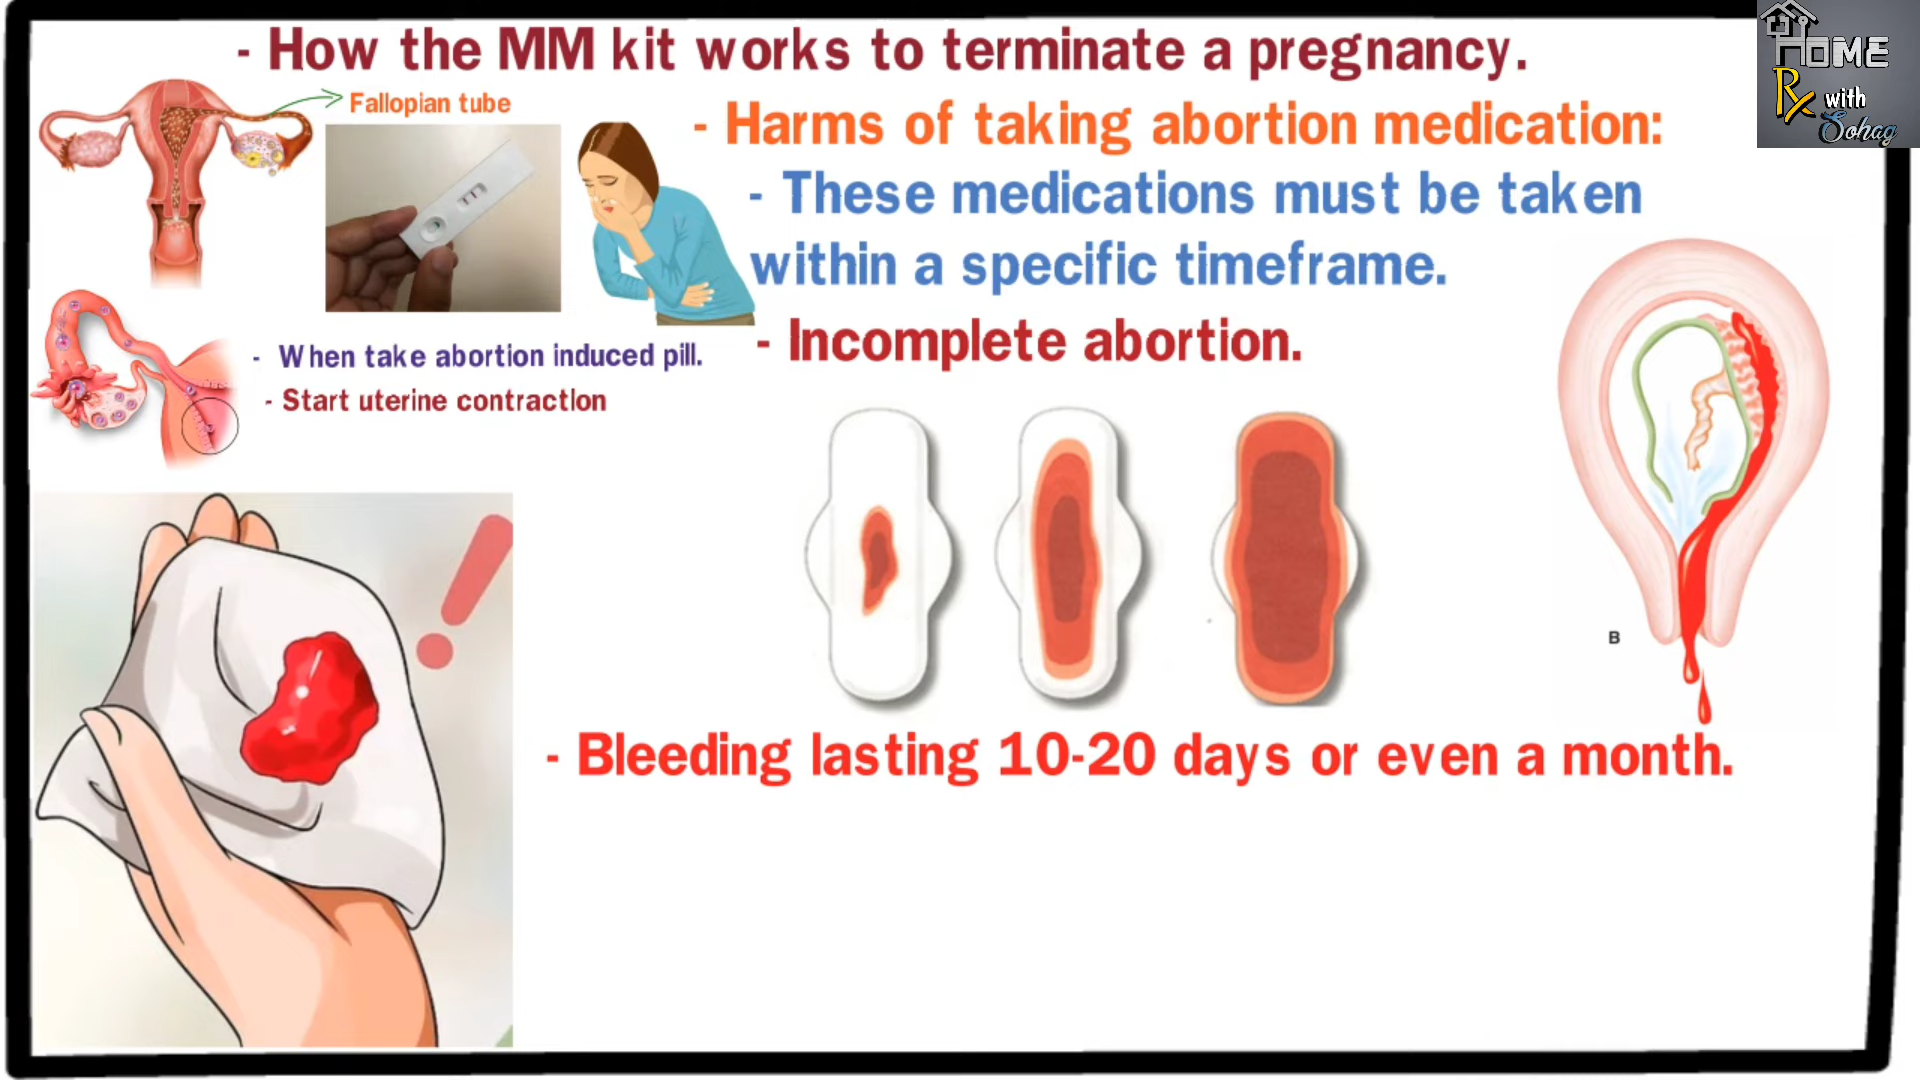 - How the MM kit works to terminate a pregnancy.
HOME
Rx with
Sohag
Fallopian tube
- Harms of taking abortion medication:
- These medications must be taken
within a specific timeframe.
- Incomplete abortion.
- When take abortion induced pill.
- Start uterine contraction
B
- Bleeding lasting 10-20 days or even a month.